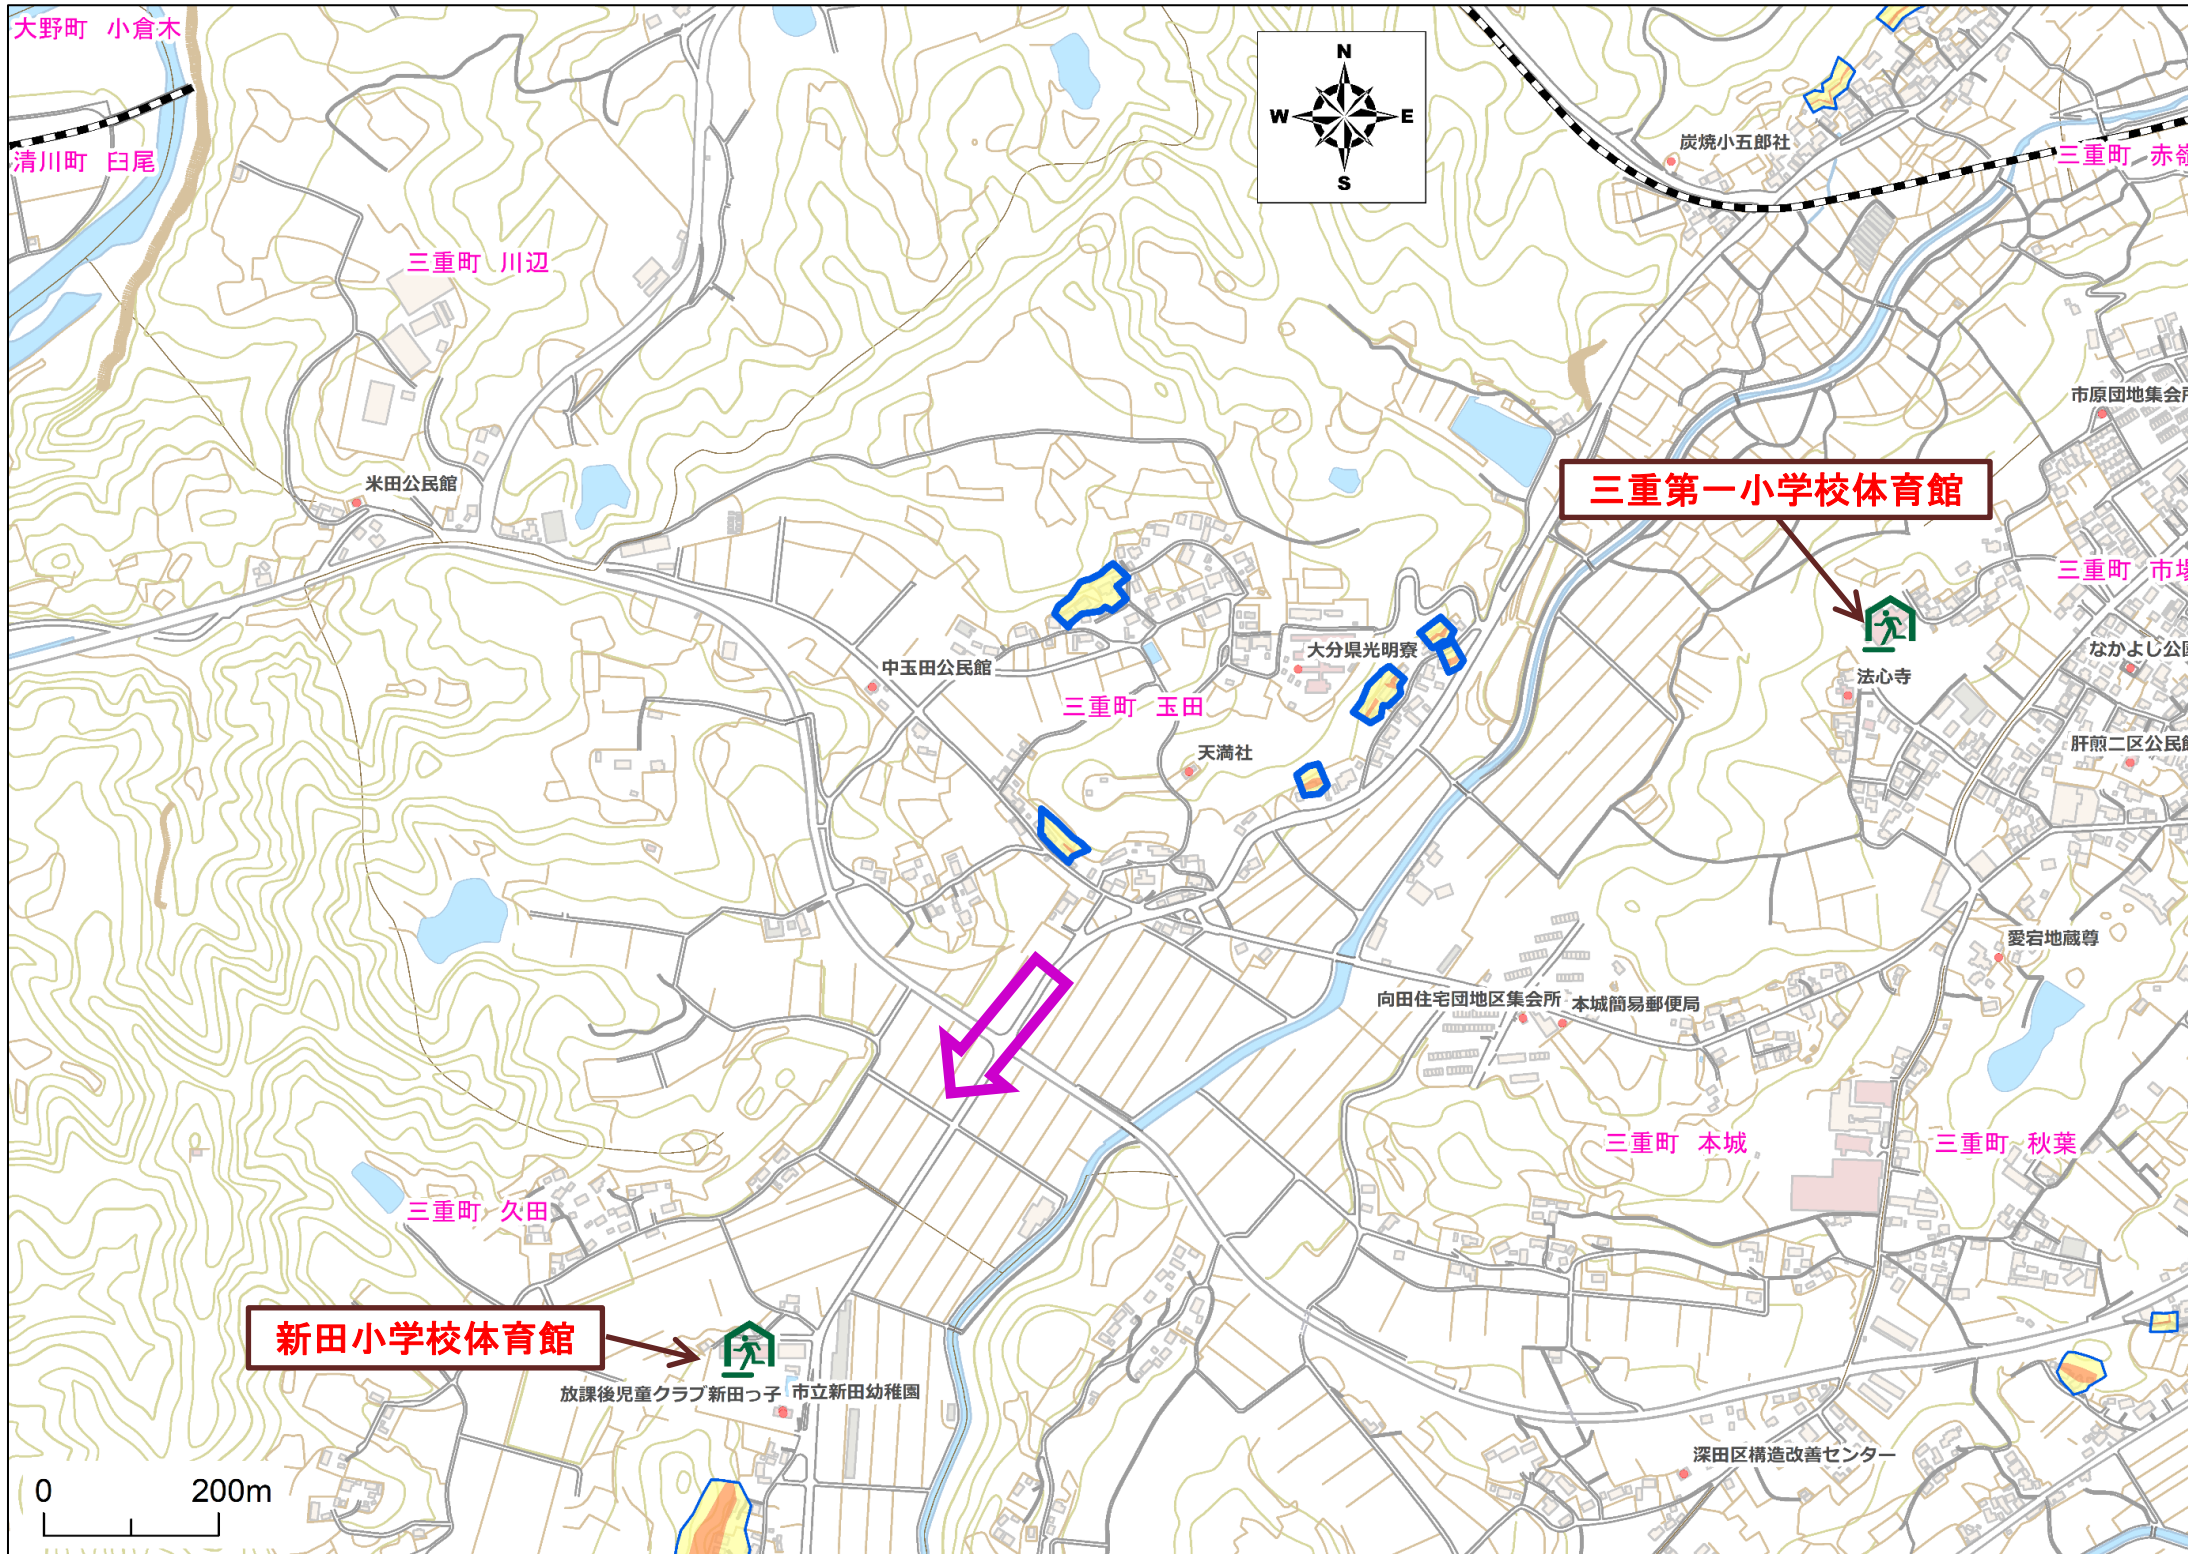 大野町 小倉木
N
W E
S
炭焼小五郎社
清川町 臼尾
三重町 赤嶺
三重町 川辺
市原団地集会所
米田公民館
三重第一小学校体育館
三重町 市場
大分県光明寮
なかよし公園
中玉田公民館
法心寺
三重町 玉田
天満社
肝煎二区公民館
愛宕地蔵尊
向田住宅団地区集会所
本城簡易郵便局
三重町 本城
三重町 秋葉
三重町 久田
新田小学校体育館
放課後児童クラブ新田っ子
市立新田幼稚園
深田区構造改善センター
0 200m